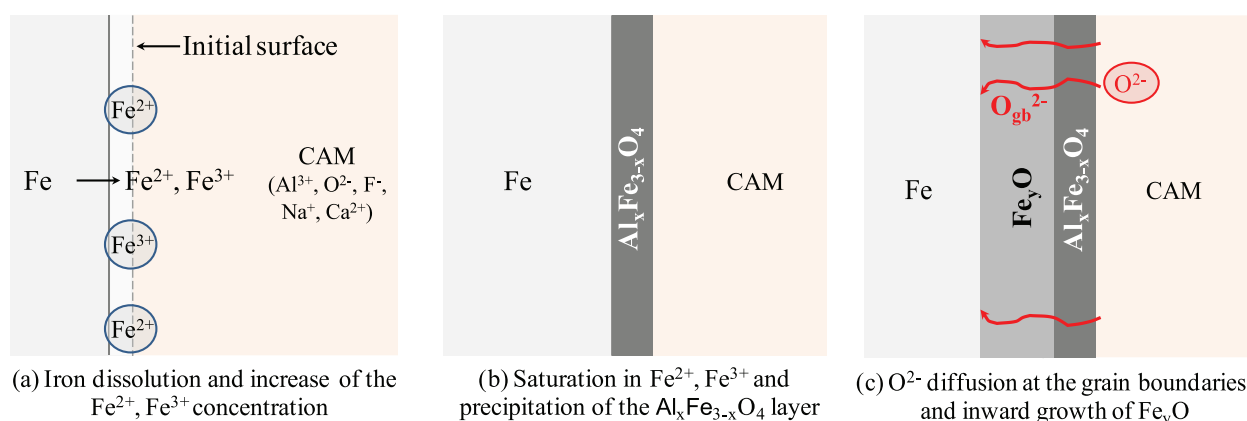 Initial surface
Fe²⁺
Fe
Fe²⁺, Fe³⁺
CAM
(Al³⁺, O²⁻, F⁻,
Na⁺, Ca²⁺)
Fe³⁺
Fe²⁺
(a) Iron dissolution and increase of the
Fe²⁺, Fe³⁺ concentration
Fe
AlₓFe₃₋ₓO₄
CAM
(b) Saturation in Fe²⁺, Fe³⁺ and
precipitation of the AlₓFe₃₋ₓO₄ layer
O²⁻
O_gb²⁻
Fe
Fe_yO
AlₓFe₃₋ₓO₄
CAM
(c) O²⁻ diffusion at the grain boundaries
and inward growth of Fe_yO